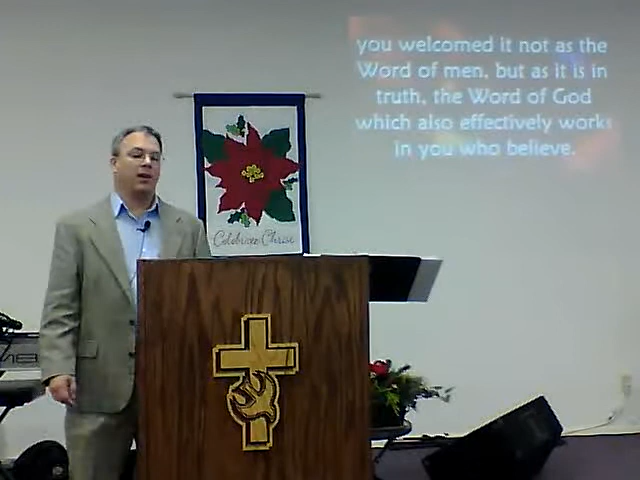 you welcomed it not as the
Word of men, but as it is in
truth, the Word of God
which also effectively works
in you who believe.
Celebrate Christ